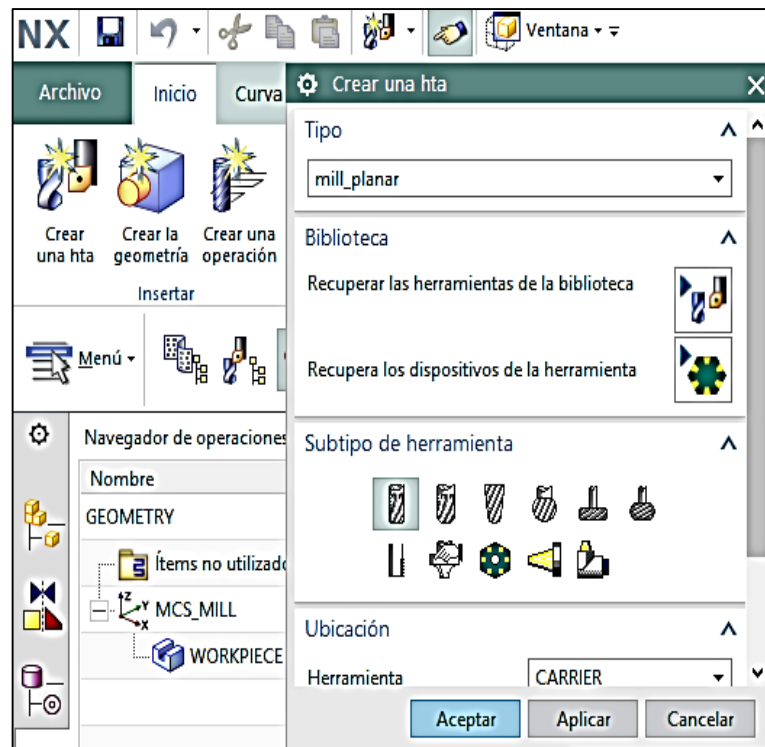 NX
Ventana
Archivo
Inicio
Curva
Crear una hta
Crear la geometría
Crear una operación
Insertar
Menú
Navegador de operaciones
Nombre
GEOMETRY
Ítems no utilizado
MCS_MILL
WORKPIECE
Crear una hta
Tipo
mill_planar
Biblioteca
Recuperar las herramientas de la biblioteca
Recupera los dispositivos de la herramienta
Subtipo de herramienta
Ubicación
Herramienta
CARRIER
Aceptar
Aplicar
Cancelar